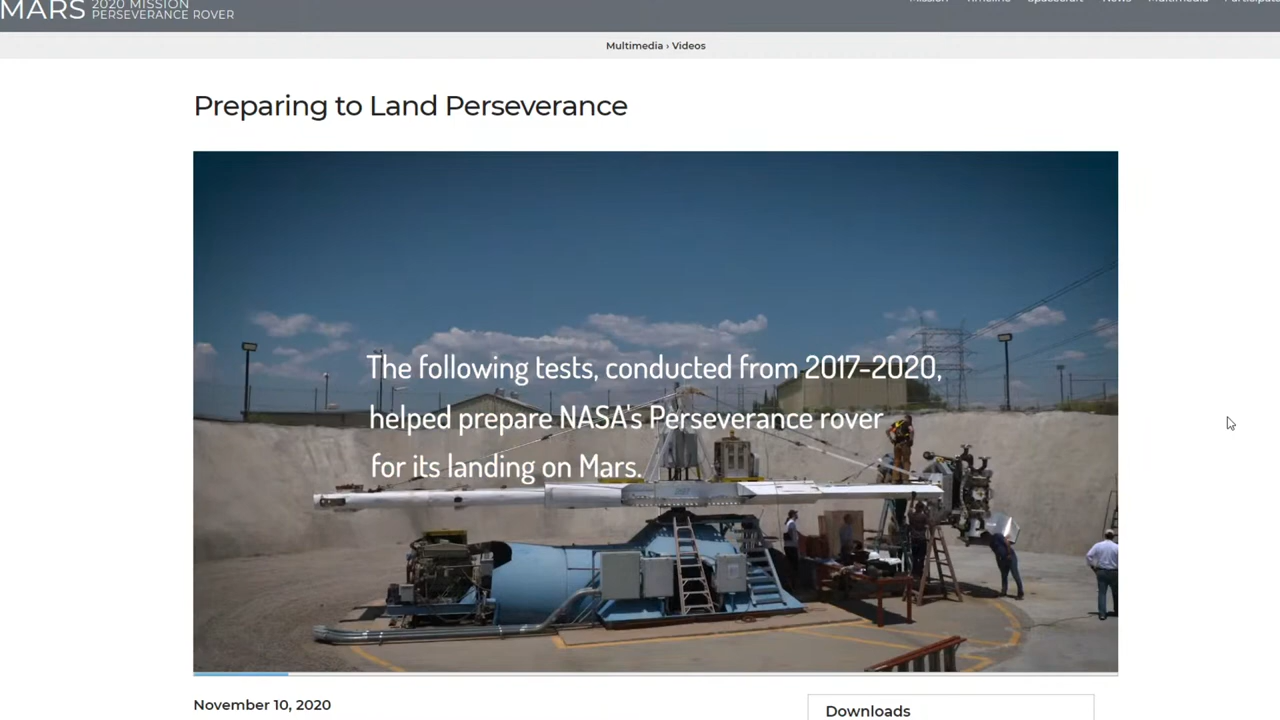 MARS
2020 MISSION
PERSEVERANCE ROVER
Multimedia › Videos
Preparing to Land Perseverance
The following tests, conducted from 2017-2020,
helped prepare NASA's Perseverance rover
for its landing on Mars.
November 10, 2020
Downloads